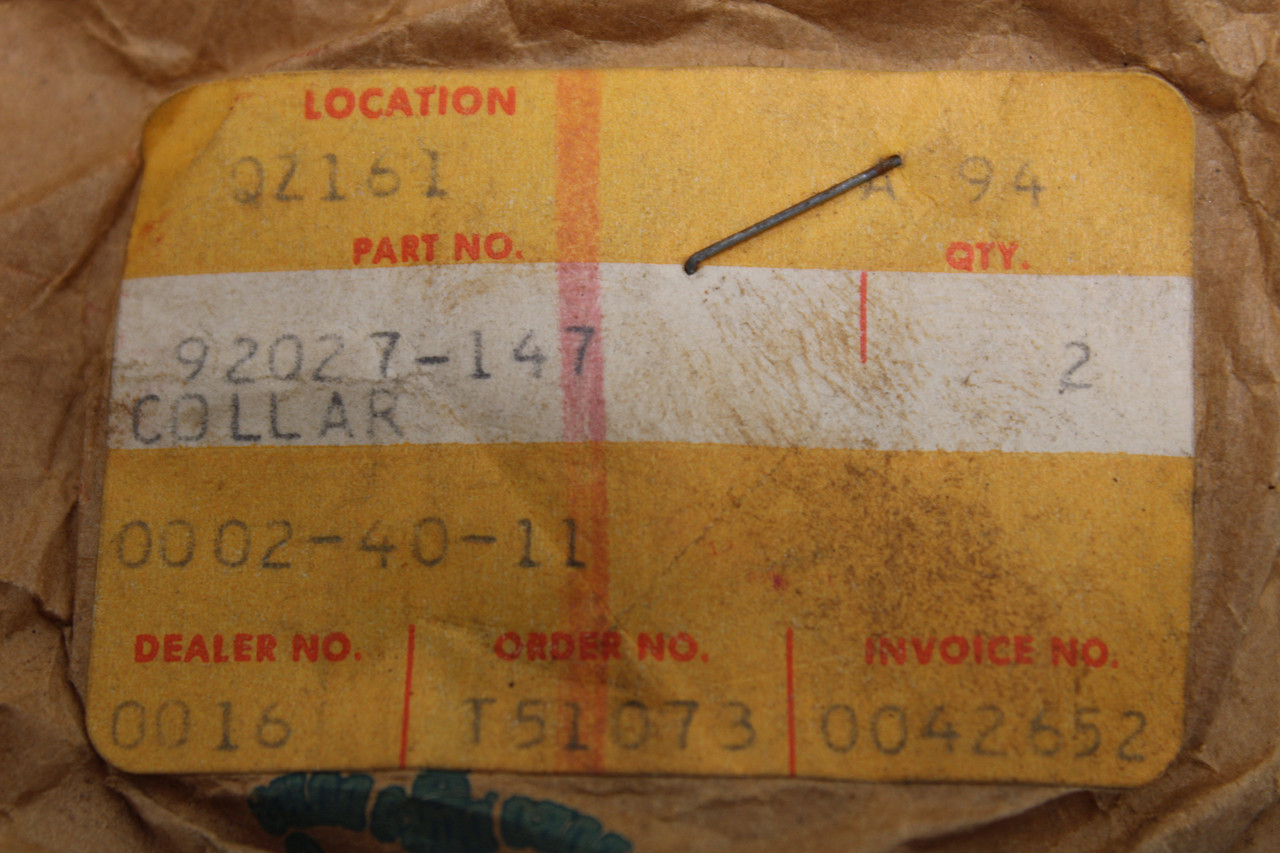 LOCATION
QZ161 A 94
PART NO. QTY.
92027-147 2
COLLAR
0002-40-11
DEALER NO. ORDER NO. INVOICE NO.
0016 T51073 0042652